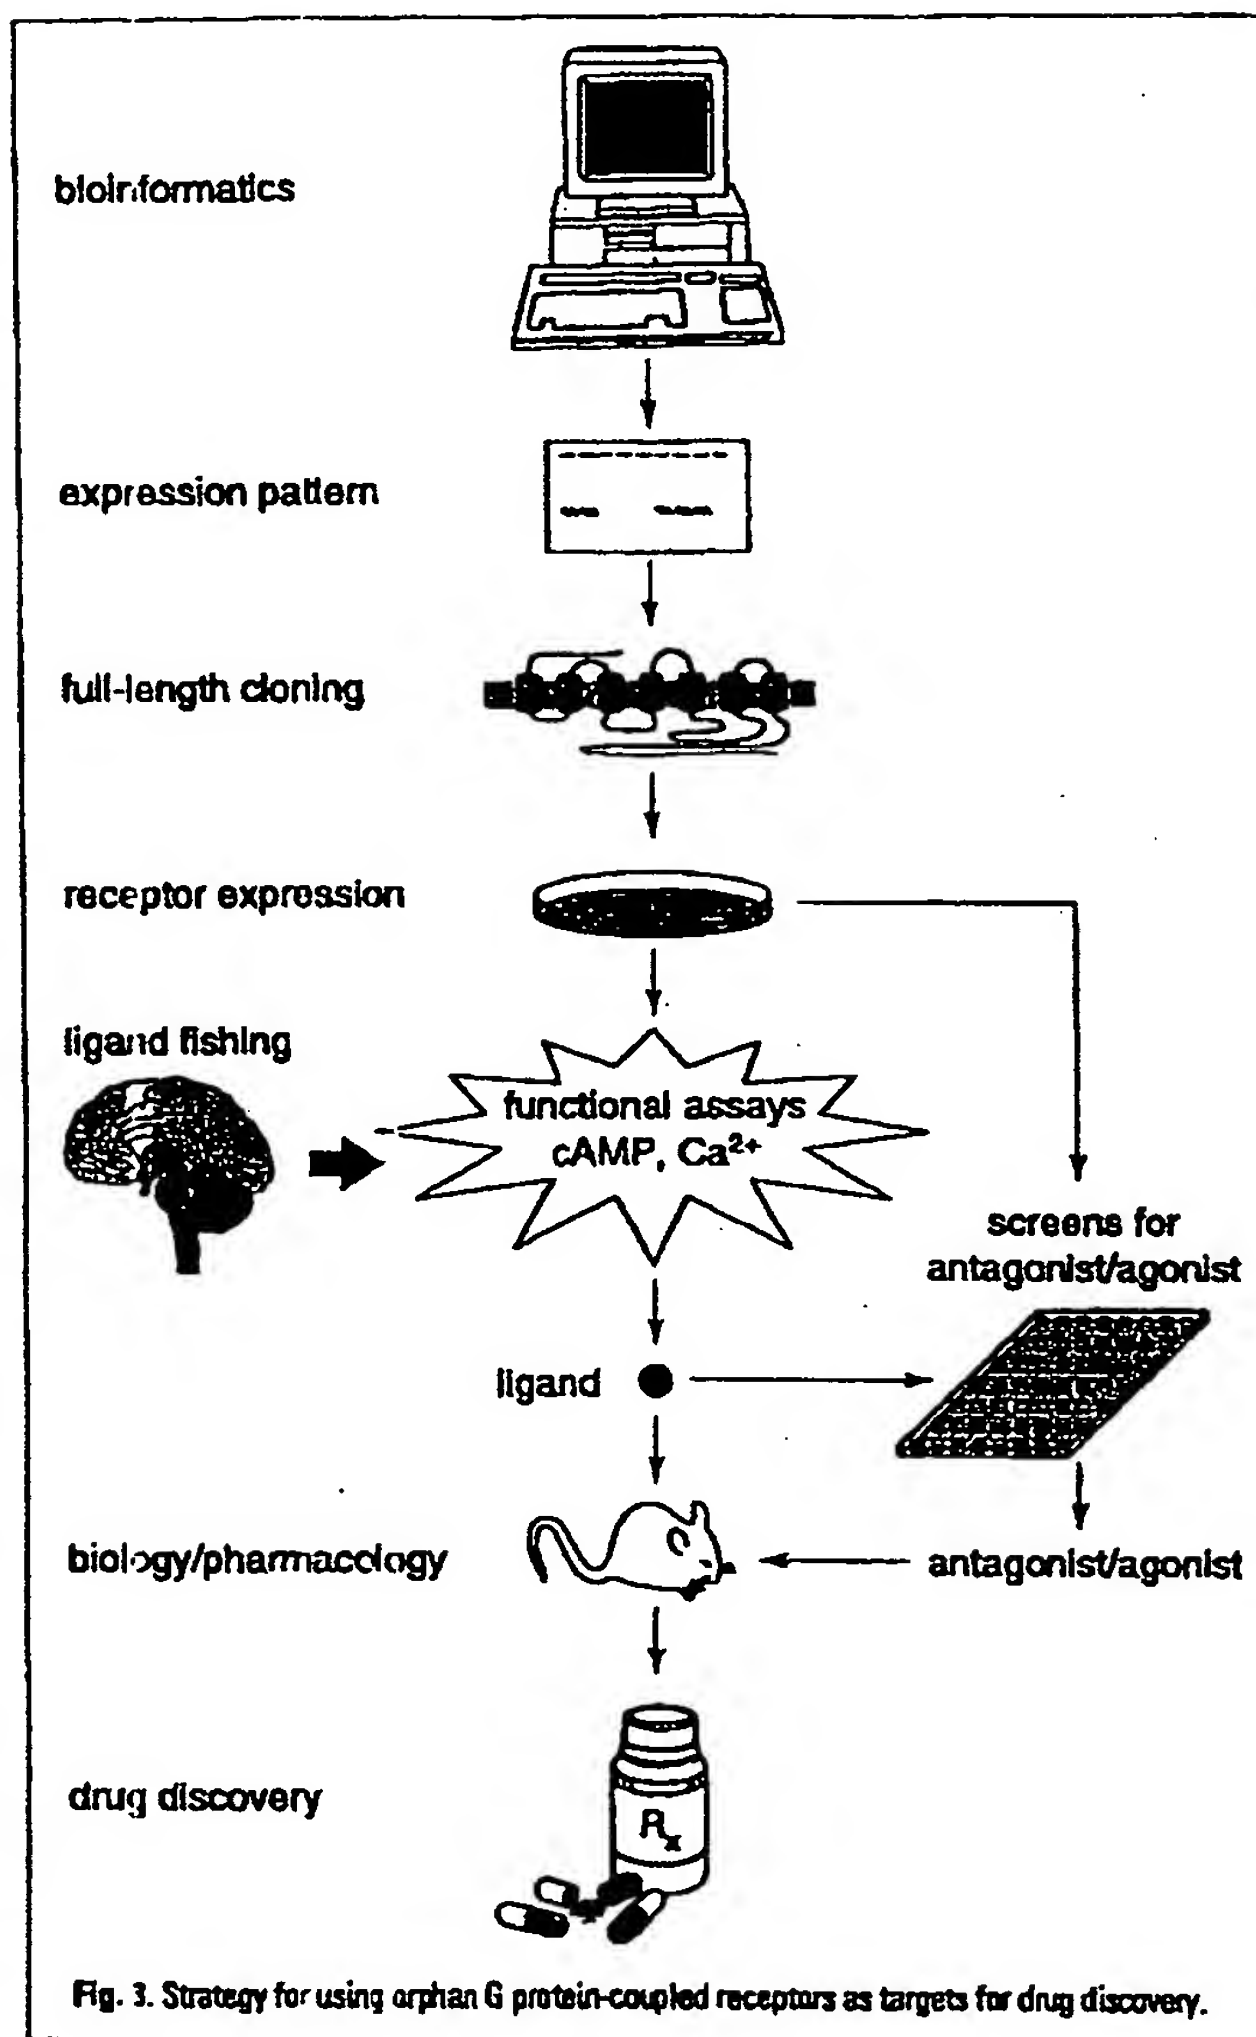 bioinformatics
expression pattern
full-length cloning
receptor expression
ligand fishing
functional assays
cAMP, Ca²⁺
screens for
antagonist/agonist
ligand
biology/pharmacology
antagonist/agonist
drug discovery
Rx
Fig. 3. Strategy for using orphan G protein-coupled receptors as targets for drug discovery.